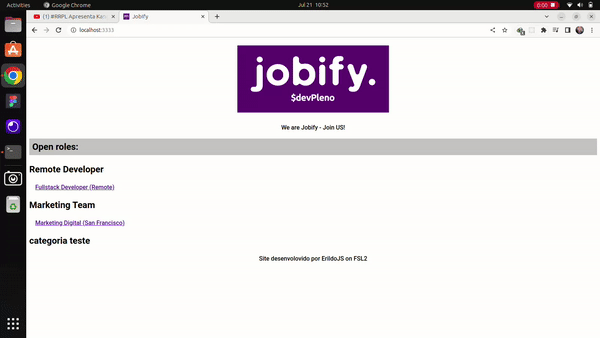 Activities
Google Chrome
Jul 21 10:52
0:00
(1) #RRPL Apresenta Kais
Jobify
localhost:3333
jobify.
$devPleno
We are Jobify - Join US!
Open roles:
Remote Developer
Fullstack Developer (Remote)
Marketing Team
Marketing Digital (San Francisco)
categoria teste
Site desenvolovido por ErildoJS on FSL2